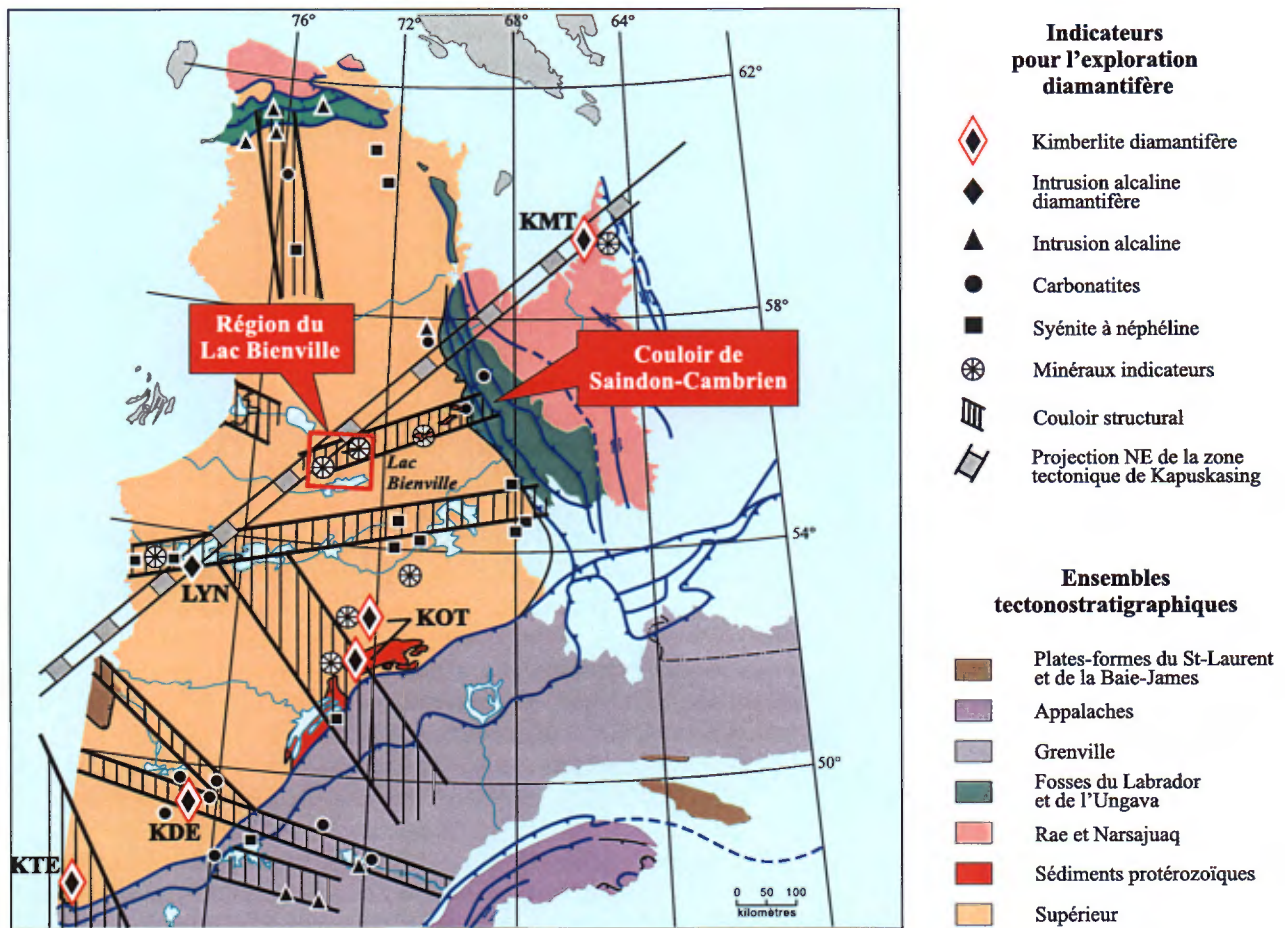 76°
72°
68°
64°
62°
58°
54°
50°
KMT
Région du
Lac Bienville
Couloir de
Saindon-Cambrien
Lac
Bienville
LYN
KOT
KDE
KTE
0 50 100
kilomètres
Indicateurs
pour l'exploration
diamantifère
Kimberlite diamantifère
Intrusion alcaline
diamantifère
Intrusion alcaline
Carbonatites
Syénite à néphéline
Minéraux indicateurs
Couloir structural
Projection NE de la zone
tectonique de Kapuskasing
Ensembles
tectonostratigraphiques
Plates-formes du St-Laurent
et de la Baie-James
Appalaches
Grenville
Fosses du Labrador
et de l'Ungava
Rae et Narsajuaq
Sédiments protérozoïques
Supérieur